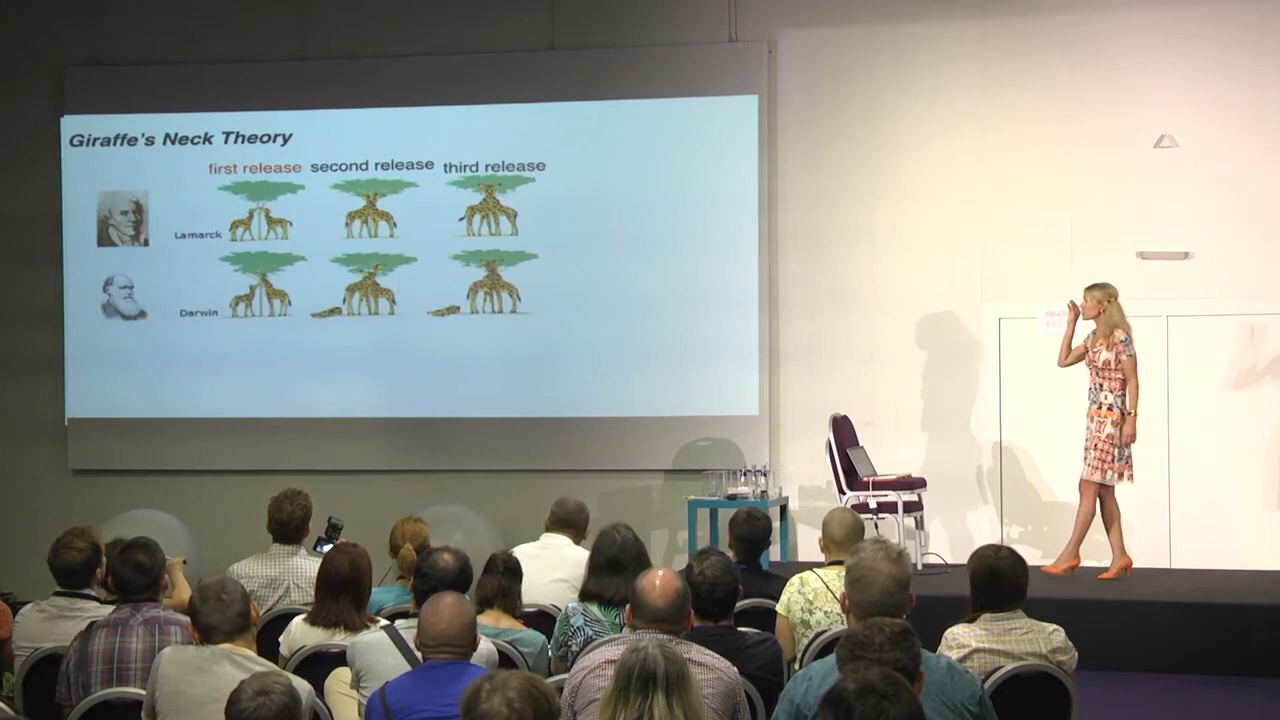 Giraffe's Neck Theory
first release second release third release
Lamarck
Darwin